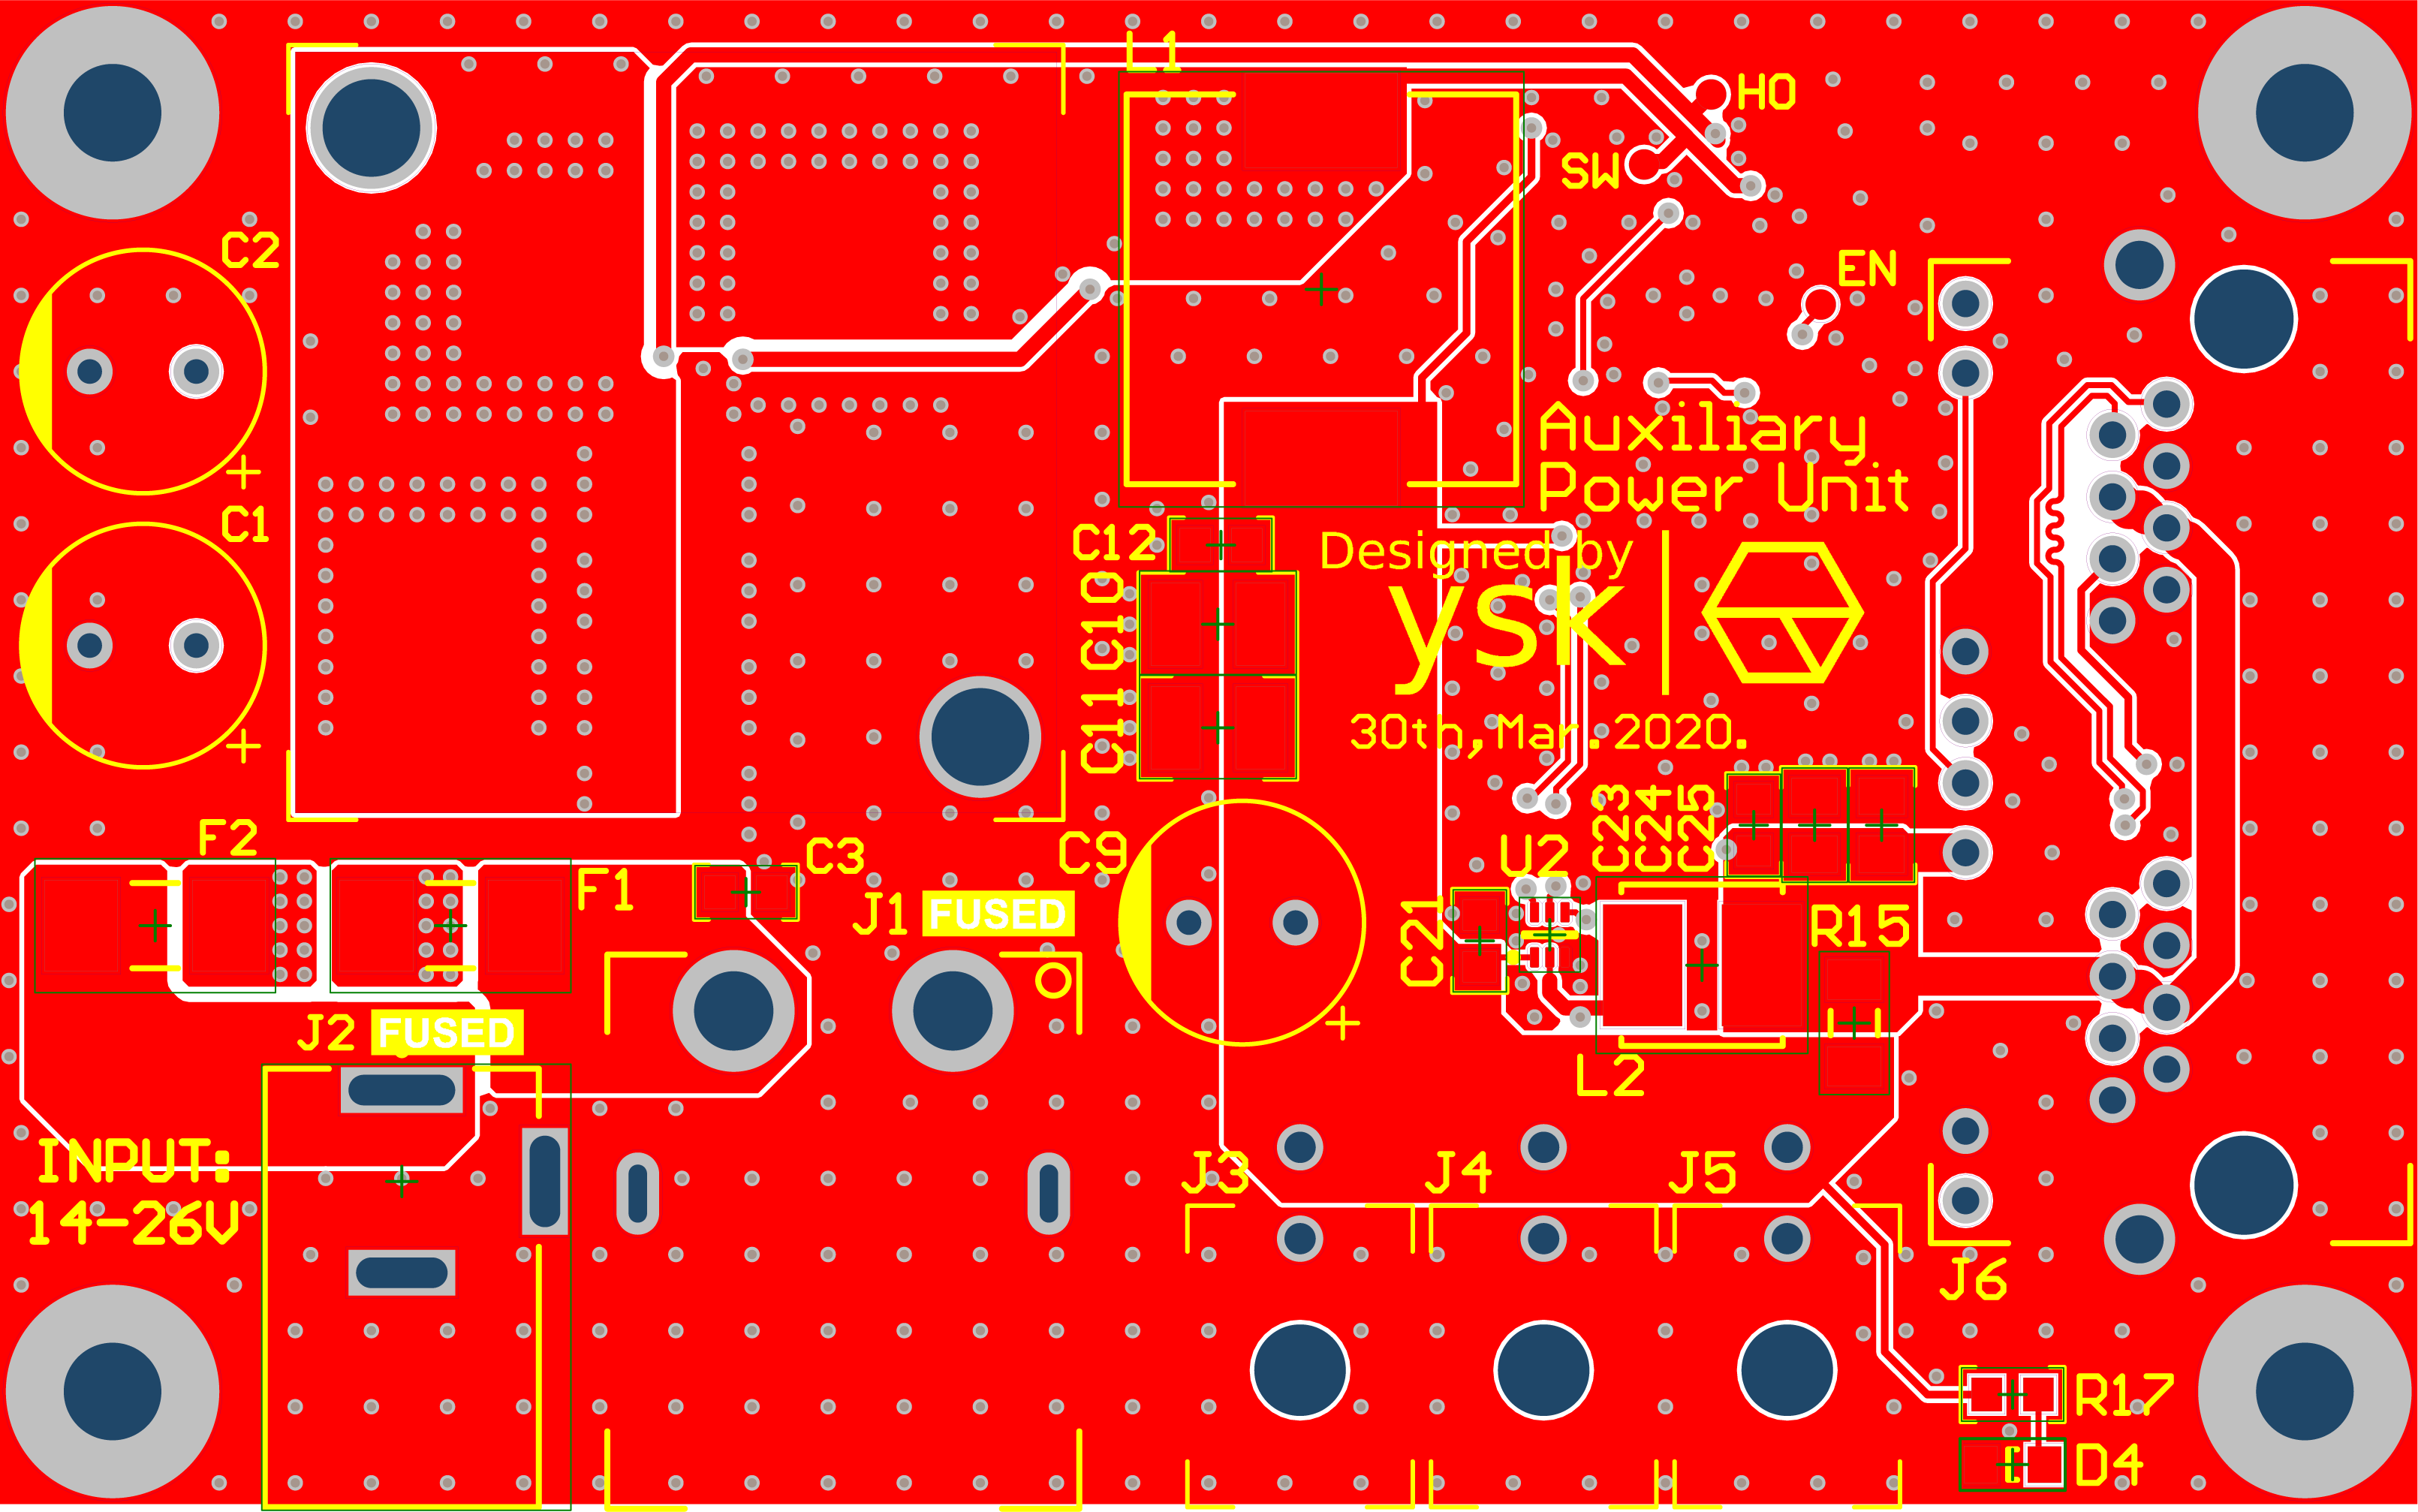 L1
HO
SW
C2
EN
Auxiliary
Power Unit
C1
C12
Designed by
ysk
C10
C11
30th,Mar.2020.
F2
C3
C9
U2
C23
C24
C25
F1
J1 FUSED
C21
R15
J2 FUSED
L2
INPUT:
14-26V
J3
J4
J5
J6
R17
D4